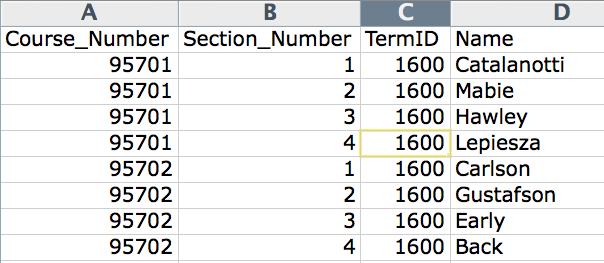 A B C D
Course_Number Section_Number TermID Name
95701 1 1600 Catalanotti
95701 2 1600 Mabie
95701 3 1600 Hawley
95701 4 1600 Lepiesza
95702 1 1600 Carlson
95702 2 1600 Gustafson
95702 3 1600 Early
95702 4 1600 Back